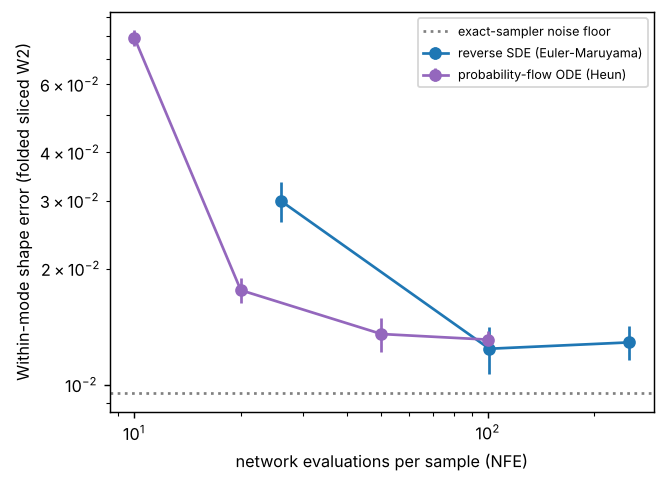 exact-sampler noise floor
reverse SDE (Euler-Maruyama)
probability-flow ODE (Heun)
Within-mode shape error (folded sliced W2)
6 × 10⁻²
4 × 10⁻²
3 × 10⁻²
2 × 10⁻²
10⁻²
10¹ 10²
network evaluations per sample (NFE)